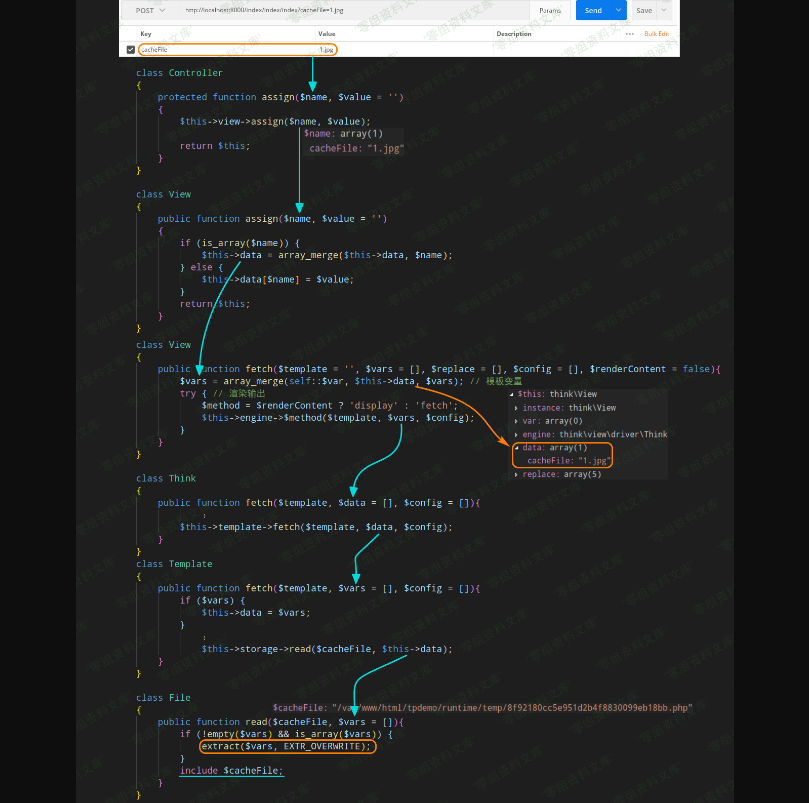 POST http://localhost:8000/index/index/index?cacheFile=1.jpg Params Send Save
Key Value Description ••• Bulk Edit
cacheFile 1.jpg
class Controller
{
protected function assign($name, $value = '')
{
$this->view->assign($name, $value);
$name: array(1)
return $this;
cacheFile: "1.jpg"
}
}
class View
{
public function assign($name, $value = '')
{
if (is_array($name)) {
$this->data = array_merge($this->data, $name);
} else {
$this->data[$name] = $value;
}
return $this;
}
}
class View
{
public function fetch($template = '', $vars = [], $replace = [], $config = [], $renderContent = false){
$vars = array_merge(self::$var, $this->data, $vars); // 模板变量
try { // 渲染输出
$method = $renderContent ? 'display' : 'fetch';
$this->engine->$method($template, $vars, $config);
}
}
}
$this: think\View
instance: think\View
var: array(0)
engine: think\view\driver\Think
data: array(1)
cacheFile: "1.jpg"
replace: array(5)
class Think
{
public function fetch($template, $data = [], $config = []){
⋮
$this->template->fetch($template, $data, $config);
}
}
class Template
{
public function fetch($template, $vars = [], $config = []){
if ($vars) {
$this->data = $vars;
}
⋮
$this->storage->read($cacheFile, $this->data);
}
}
class File
$cacheFile: "/var/www/html/tpdemo/runtime/temp/8f92180cc5e951d2b4f8830099eb18bb.php"
{
public function read($cacheFile, $vars = []){
if (!empty($vars) && is_array($vars)) {
extract($vars, EXTR_OVERWRITE);
}
include $cacheFile;
}
}
零组资料文库